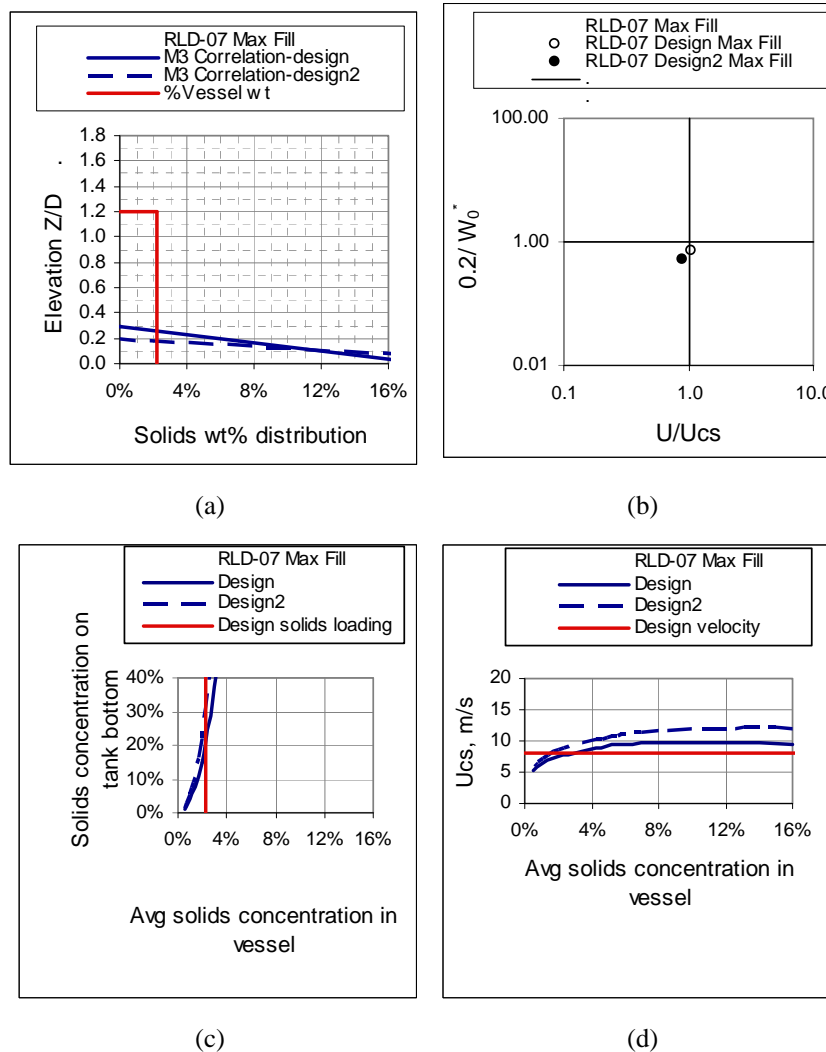 RLD-07 Max Fill
M3 Correlation-design
M3 Correlation-design2
%Vessel wt
1.8
1.6
1.4
1.2
1.0
0.8
0.6
0.4
0.2
0.0
Elevation Z/D
0% 4% 8% 12% 16%
Solids wt% distribution
(a)
RLD-07 Max Fill
RLD-07 Design Max Fill
RLD-07 Design2 Max Fill
.
.
100.00
1.00
0.01
0.2/ W0*
0.1 1.0 10.0
U/Ucs
(b)
RLD-07 Max Fill
Design
Design2
Design solids loading
40%
30%
20%
10%
0%
Solids concentration on
tank bottom
0% 4% 8% 12% 16%
Avg solids concentration in
vessel
(c)
RLD-07 Max Fill
Design
Design2
Design velocity
20
15
10
5
0
Ucs, m/s
0% 4% 8% 12% 16%
Avg solids concentration in
vessel
(d)